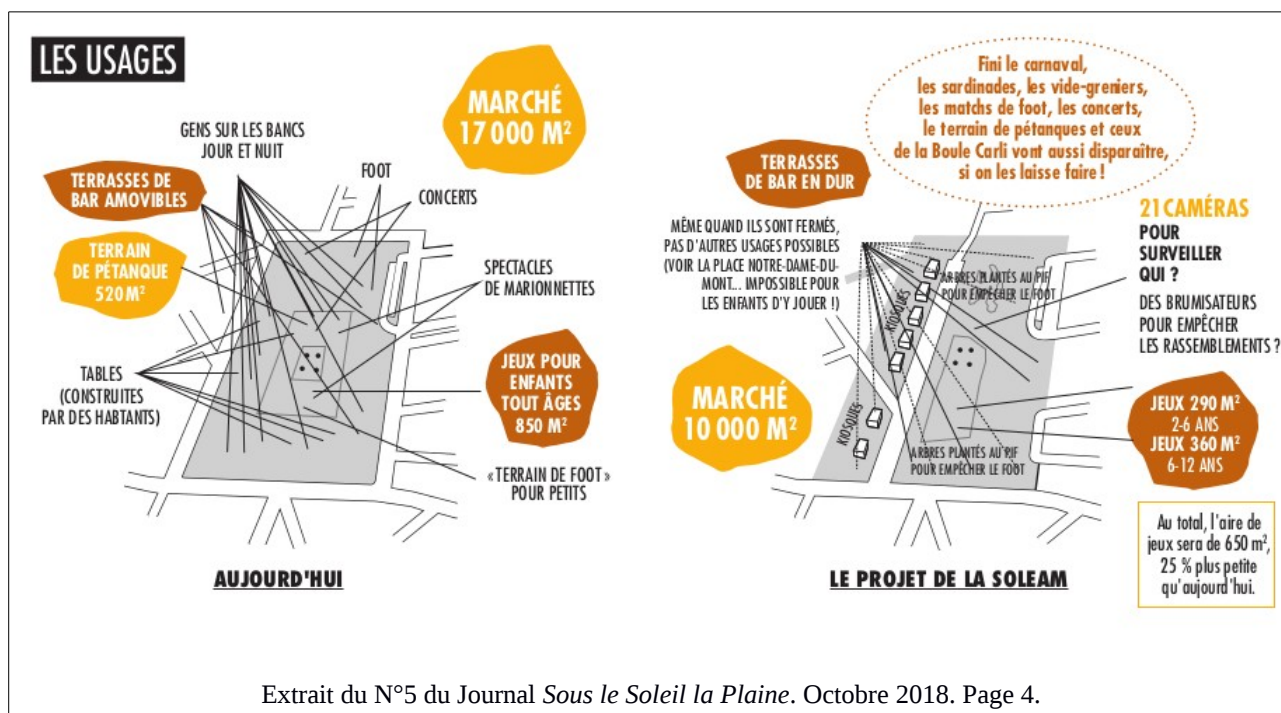 LES USAGES
MARCHÉ
17 000 M²
GENS SUR LES BANCS
JOUR ET NUIT
TERRASSES DE
BAR AMOVIBLES
FOOT
CONCERTS
TERRAIN
DE PÉTANQUE
520 M²
SPECTACLES
DE MARIONNETTES
TABLES
(CONSTRUITES
PAR DES HABTANTS)
JEUX POUR
ENFANTS
TOUT ÂGES
850 M²
«TERRAIN DE FOOT»
POUR PETITS
AUJOURD'HUI
Fini le carnaval,
les sardinades, les vide-greniers,
les matchs de foot, les concerts,
le terrain de pétanques et ceux
de la Boule Carli vont aussi disparaître,
si on les laisse faire !
TERRASSES
DE BAR EN DUR
MÊME QUAND ILS SONT FERMÉS,
PAS D'AUTRES USAGES POSSIBLES
(VOIR LA PLACE NOTRE-DAME-DU-
MONT... IMPOSSIBLE POUR
LES ENFANTS D'Y JOUER !)
21 CAMÉRAS
POUR
SURVEILLER
QUI ?
DES BRUMISATEURS
POUR EMPÊCHER
LES RASSEMBLEMENTS ?
ARBRES PLANTÉS AU PIF
POUR EMPÊCHER LE FOOT
KIOSQUES
MARCHÉ
10 000 M²
KIOSQUES
ARBRES PLANTÉS AU PIF
POUR EMPÊCHER LE FOOT
JEUX 290 M²
2-6 ANS
JEUX 360 M²
6-12 ANS
Au total, l'aire de
jeux sera de 650 m²,
25 % plus petite
qu'aujourd'hui.
LE PROJET DE LA SOLEAM
Extrait du N°5 du Journal Sous le Soleil la Plaine. Octobre 2018. Page 4.